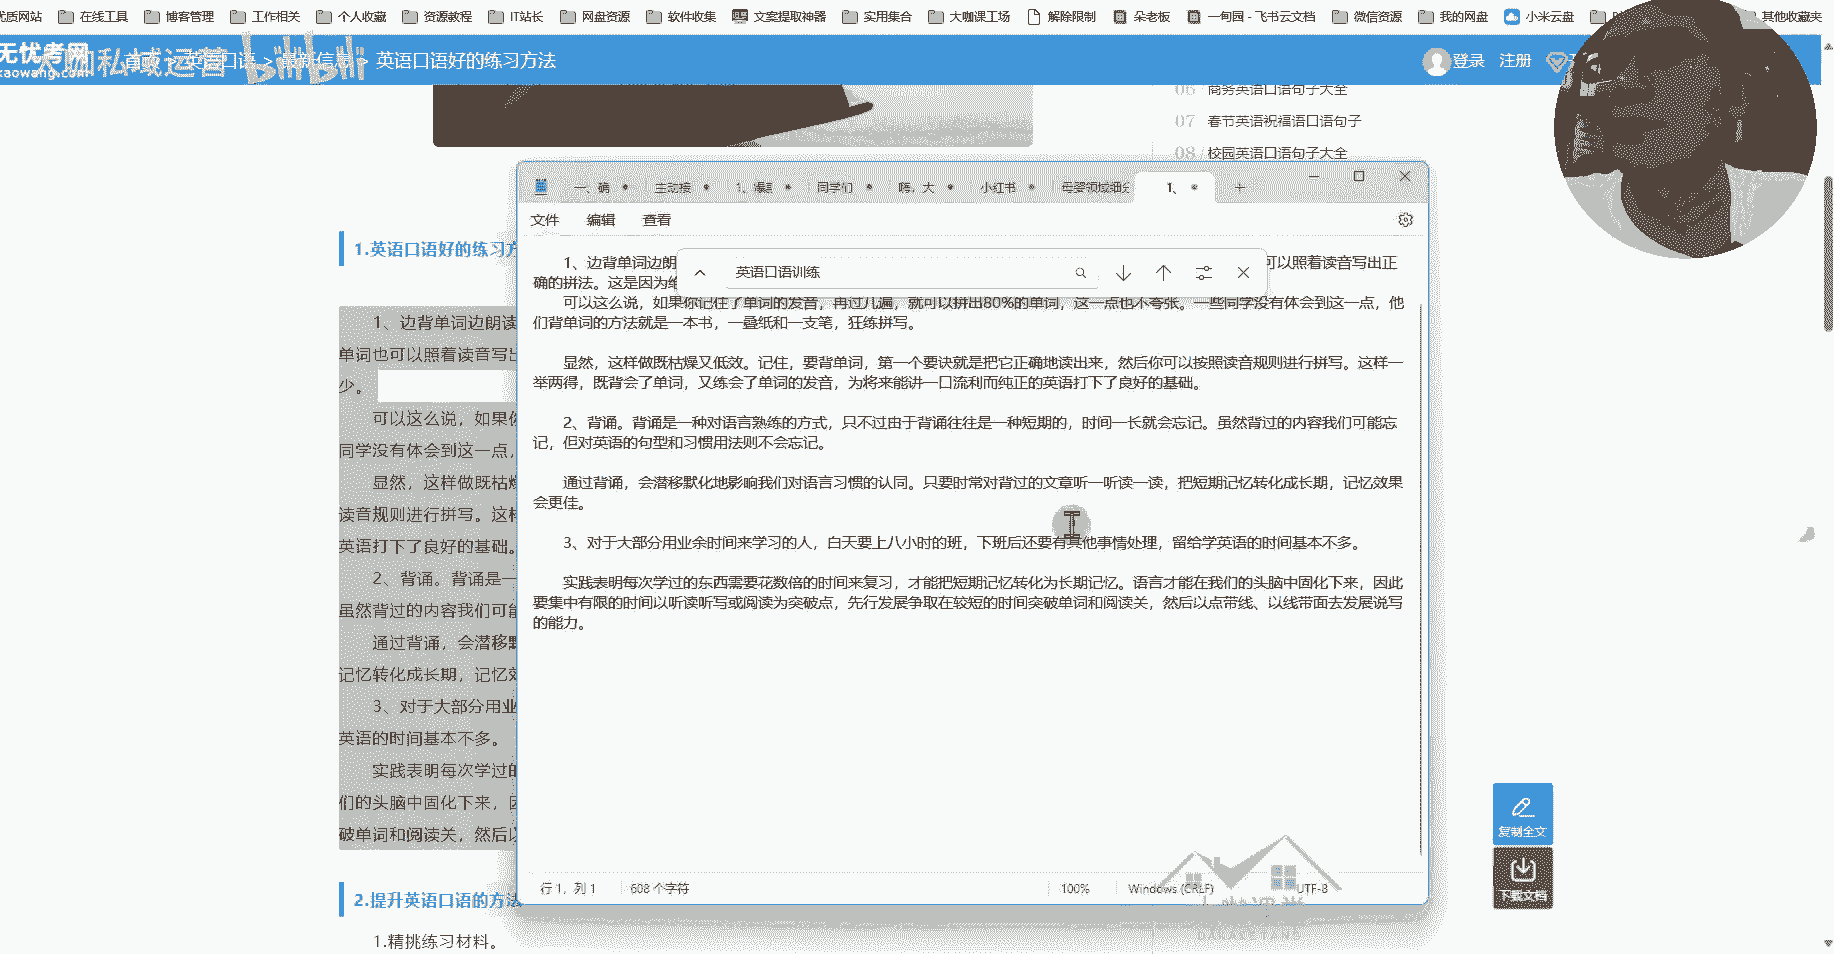 优质网站 在线工具 博客管理 工作相关 个人收藏 资源教程 IT站长 网盘资源 软件收集 文案提取神器 实用集合 大咖课工场 解除限制 朵老板 一甸园 - 飞书云文档 微信资源 我的网盘 小米云盘 其他收藏夹
无忧考网
kaowang.com
私域运营 bilibili
英语口语 > 最新信息 > 英语口语好的练习方法
登录 注册
06 商务英语口语句子大全
07 春节英语祝福语口语句子
08 校园英语口语句子大全
1.英语口语好的练习方
1、边背单词边朗读
单词也可以照着读音写出
少。
可以这么说，如果你
同学没有体会到这一点，
显然，这样做既枯燥
读音规则进行拼写。这样
英语打下了良好的基础。
2、背诵。背诵是一
虽然背过的内容我们可能
通过背诵，会潜移默
记忆转化成长期，记忆效
3、对于大部分用业
英语的时间基本不多。
实践表明每次学过的
们的头脑中固化下来，因
破单词和阅读关，然后以
2.提升英语口语的方法
1.精挑练习材料。
一、确 主动接 1、爆 同学们 嗨，大 小红书 母婴领域细分 1、
文件 编辑 查看
英语口语训练
1、边背单词边朗 可以照着读音写出正
确的拼法。这是因为
可以这么说，如果你记住了单词的发音，再过几遍，就可以拼出80%的单词，这一点也不夸张。一些同学没有体会到这一点，他
们背单词的方法就是一本书，一叠纸和一支笔，狂练拼写。
显然，这样做既枯燥又低效。记住，要背单词，第一个要诀就是把它正确地读出来，然后你可以按照读音规则进行拼写。这样一
举两得，既背会了单词，又练会了单词的发音，为将来能讲一口流利而纯正的英语打下了良好的基础。
2、背诵。背诵是一种对语言熟练的方式，只不过由于背诵往往是一种短期的，时间一长就会忘记。虽然背过的内容我们可能忘
记，但对英语的句型和习惯用法则不会忘记。
通过背诵，会潜移默化地影响我们对语言习惯的认同。只要时常对背过的文章听一听读一读，把短期记忆转化成长期，记忆效果
会更佳。
3、对于大部分用业余时间来学习的人，白天要上八小时的班，下班后还要有其他事情处理，留给学英语的时间基本不多。
实践表明每次学过的东西需要花数倍的时间来复习，才能把短期记忆转化为长期记忆。语言才能在我们的头脑中固化下来，因此
要集中有限的时间以听读听写或阅读为突破点，先行发展争取在较短的时间突破单词和阅读关，然后以点带线、以线带面去发展说写
的能力。
行 1，列 1 608 个字符 100% Windows (CRLF) UTF-8
复制全文
下载文档